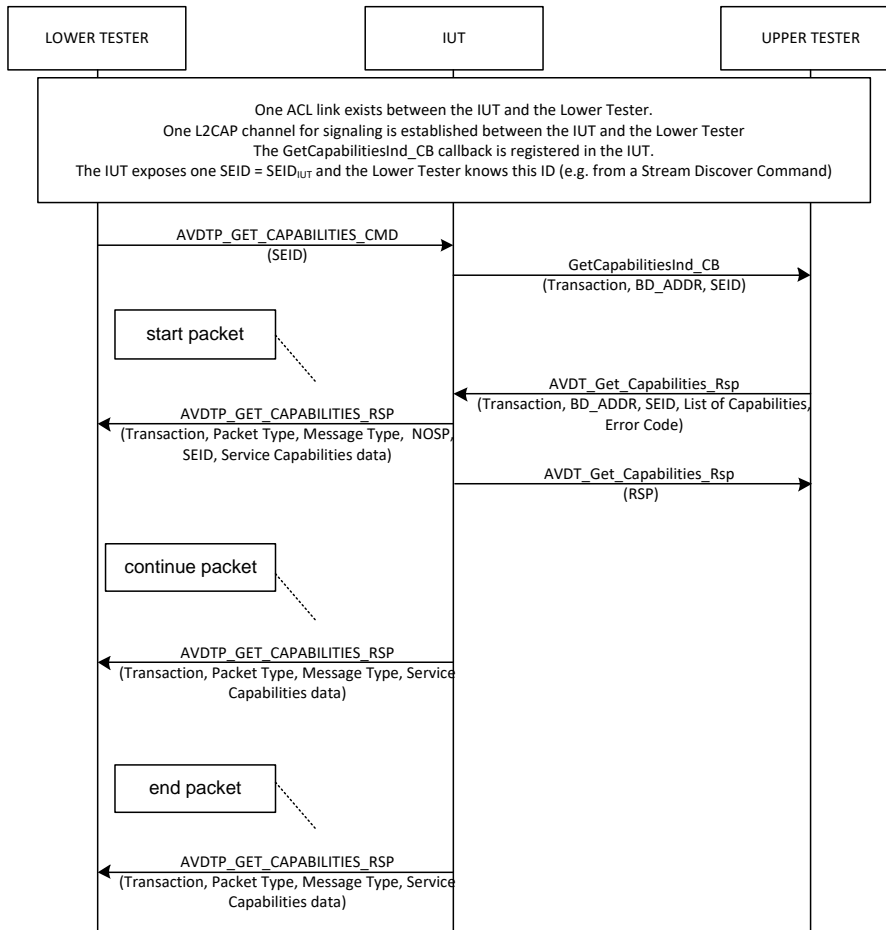 LOWER TESTER
IUT
UPPER TESTER
One ACL link exists between the IUT and the Lower Tester.
One L2CAP channel for signaling is established between the IUT and the Lower Tester
The GetCapabilitiesInd_CB callback is registered in the IUT.
The IUT exposes one SEID = SEIDIUT and the Lower Tester knows this ID (e.g. from a Stream Discover Command)
AVDTP_GET_CAPABILITIES_CMD
(SEID)
GetCapabilitiesInd_CB
(Transaction, BD_ADDR, SEID)
start packet
AVDT_Get_Capabilities_Rsp
(Transaction, BD_ADDR, SEID, List of Capabilities,
Error Code)
AVDTP_GET_CAPABILITIES_RSP
(Transaction, Packet Type, Message Type,  NOSP,
SEID, Service Capabilities data)
AVDT_Get_Capabilities_Rsp
(RSP)
continue packet
AVDTP_GET_CAPABILITIES_RSP
(Transaction, Packet Type, Message Type, Service
Capabilities data)
end packet
AVDTP_GET_CAPABILITIES_RSP
(Transaction, Packet Type, Message Type, Service
Capabilities data)